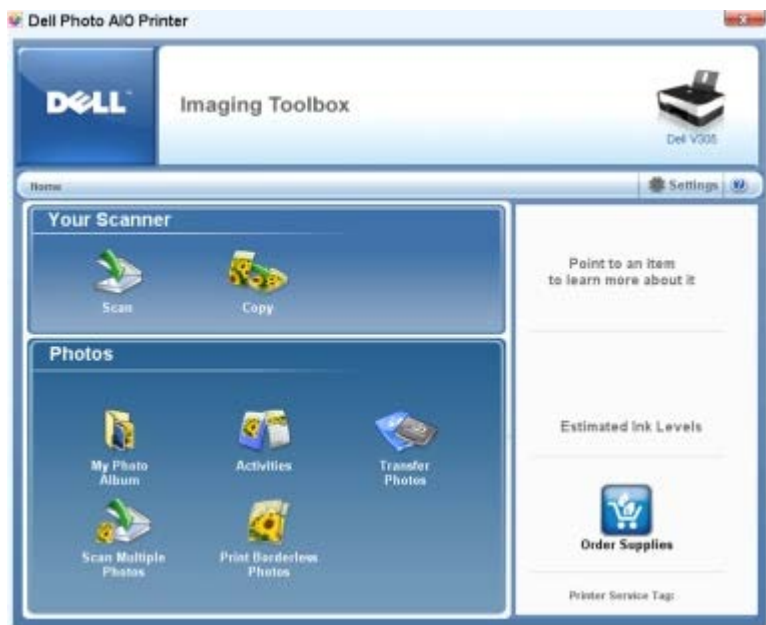 Dell Photo AIO Printer
DELL
Imaging Toolbox
Dell V305
Home
Settings
?
Your Scanner
Scan
Copy
Point to an item
to learn more about it
Photos
My Photo
Album
Activities
Transfer
Photos
Scan Multiple
Photos
Print Borderless
Photos
Estimated Ink Levels
Order Supplies
Printer Service Tag: